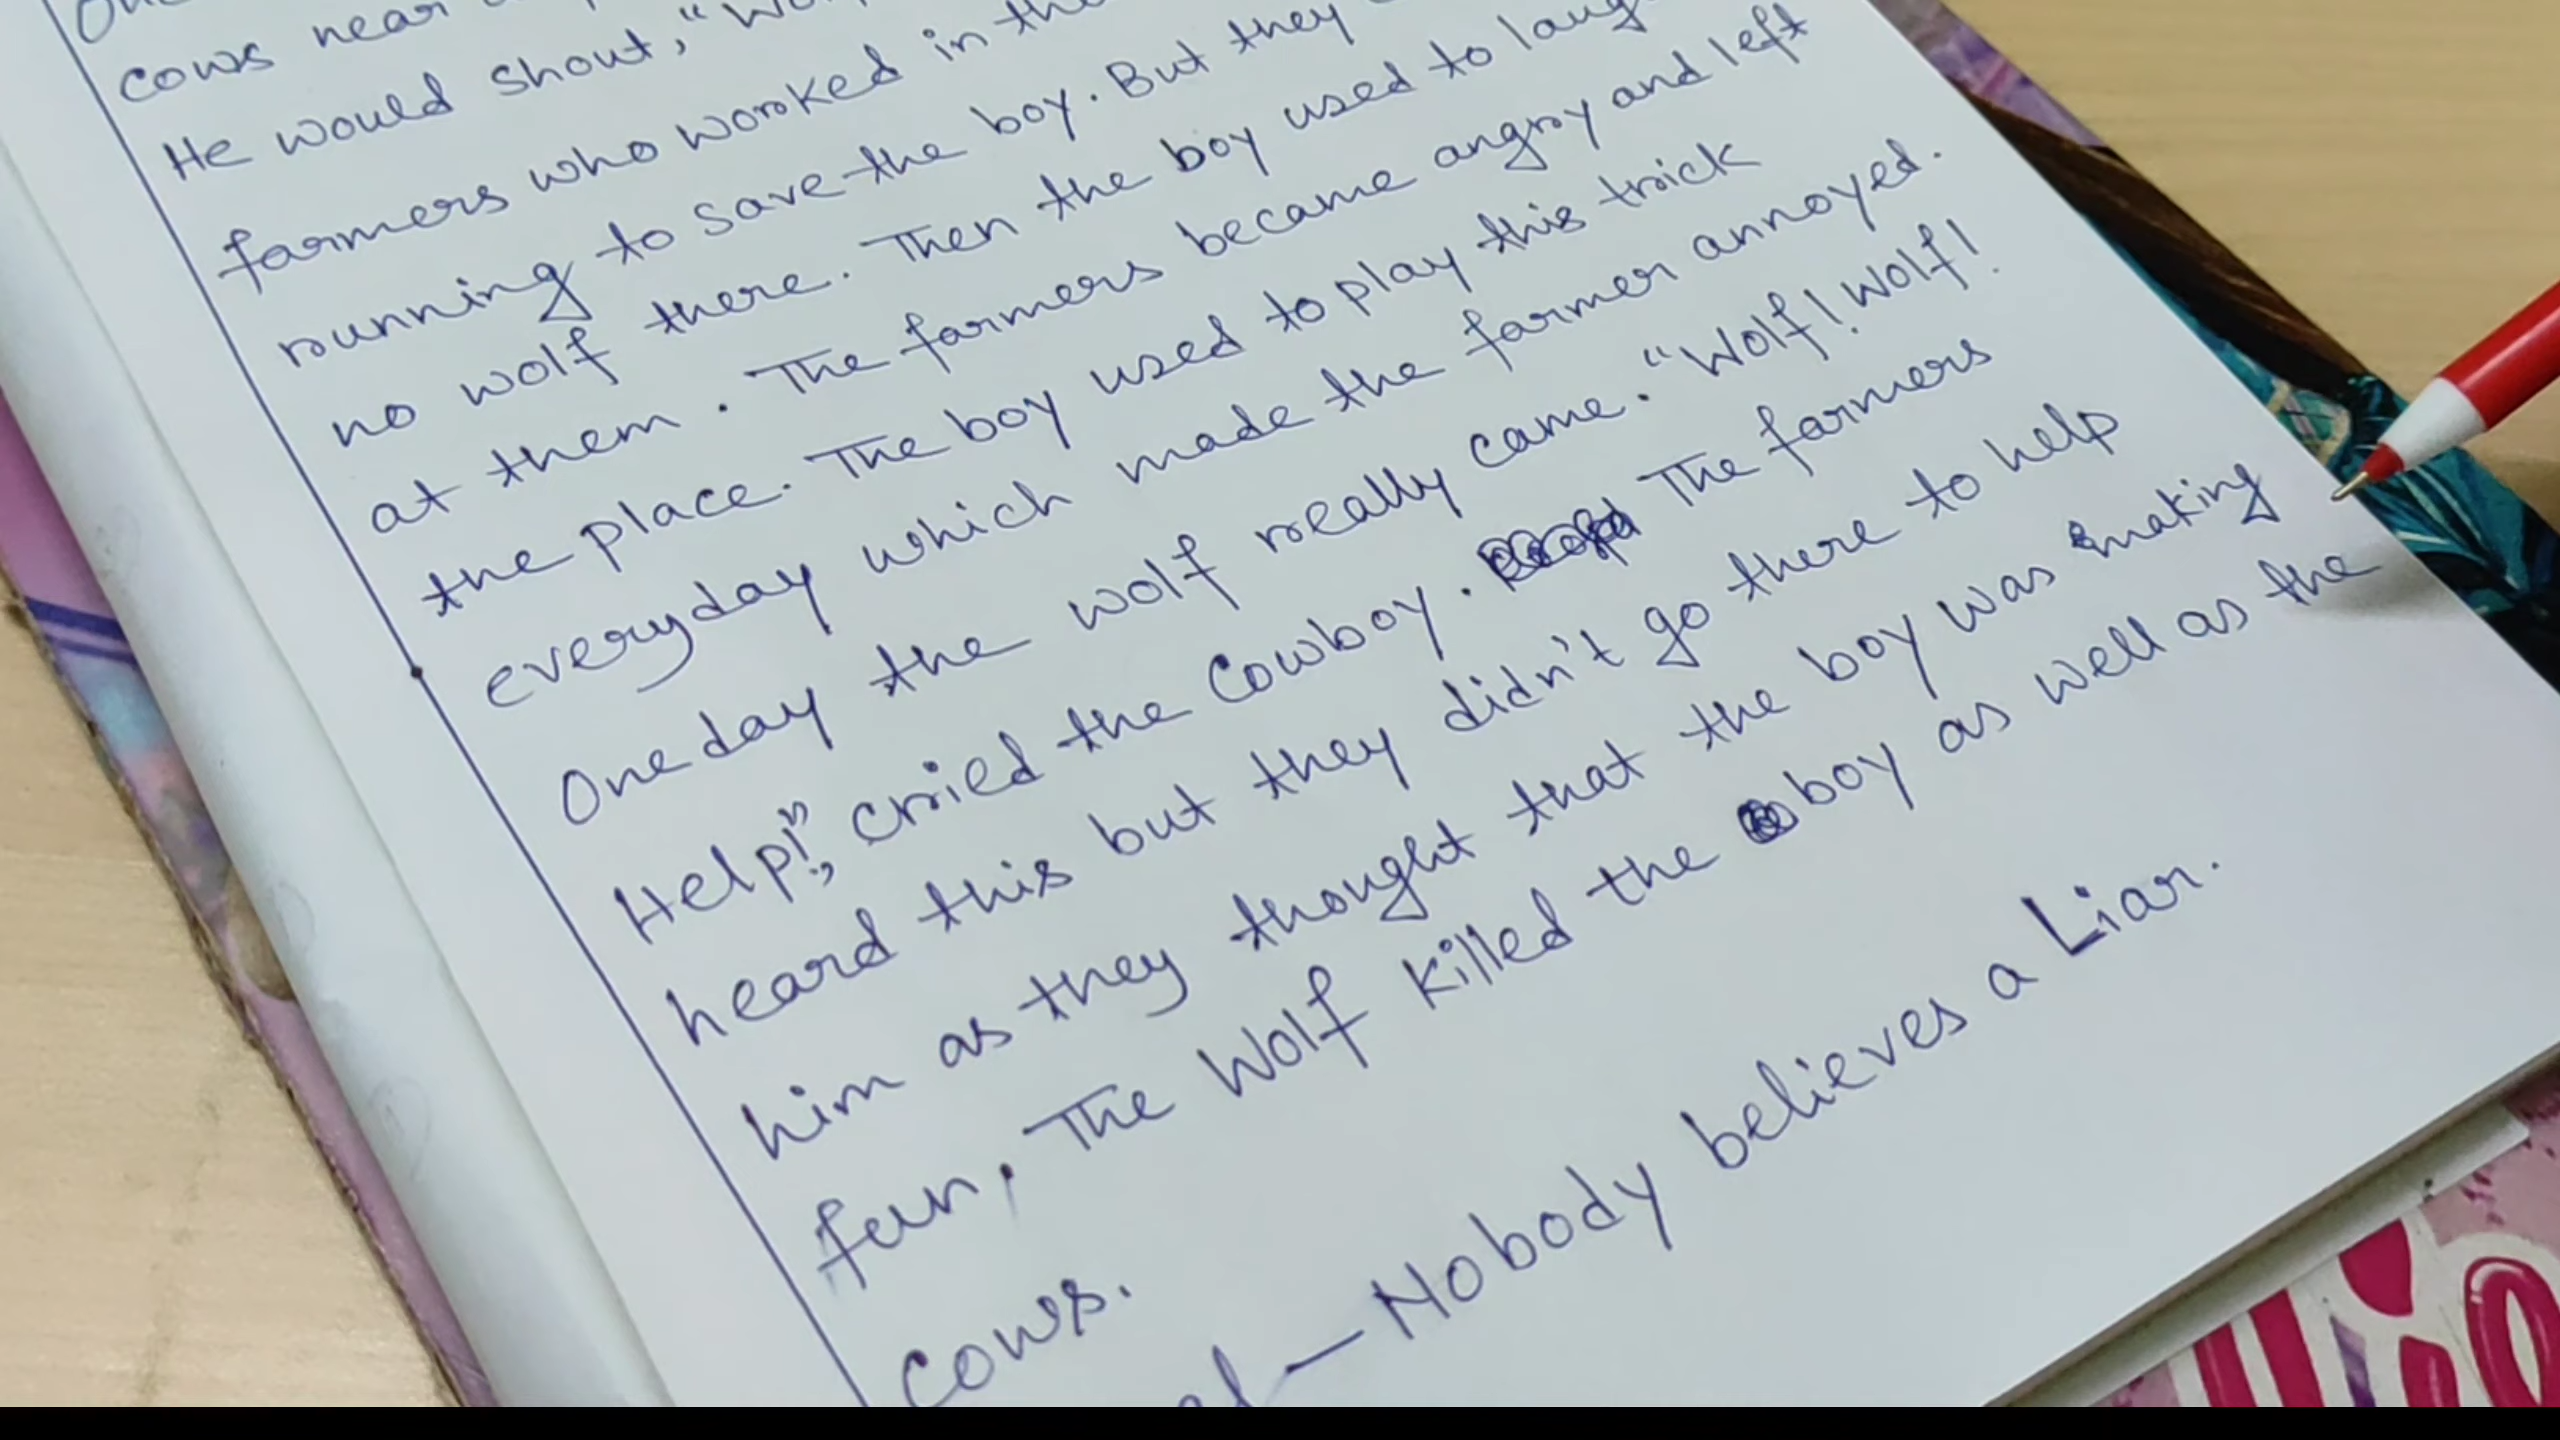 cows near
He would shout, "
farmers who worked in the
running to save the boy. But they
no wolf there. Then the boy used to
at them. The farmers became angry and left
the place. The boy used to play this trick
everyday which made the farmer annoyed.
One day the wolf really came. "Wolf! Wolf!
Help!", cried the Cowboy. The farmers
heard this but they didn't go there to help
him as they thought that the boy was making
fun. The Wolf killed the boy as well as the
cows.
— Nobody believes a Liar.